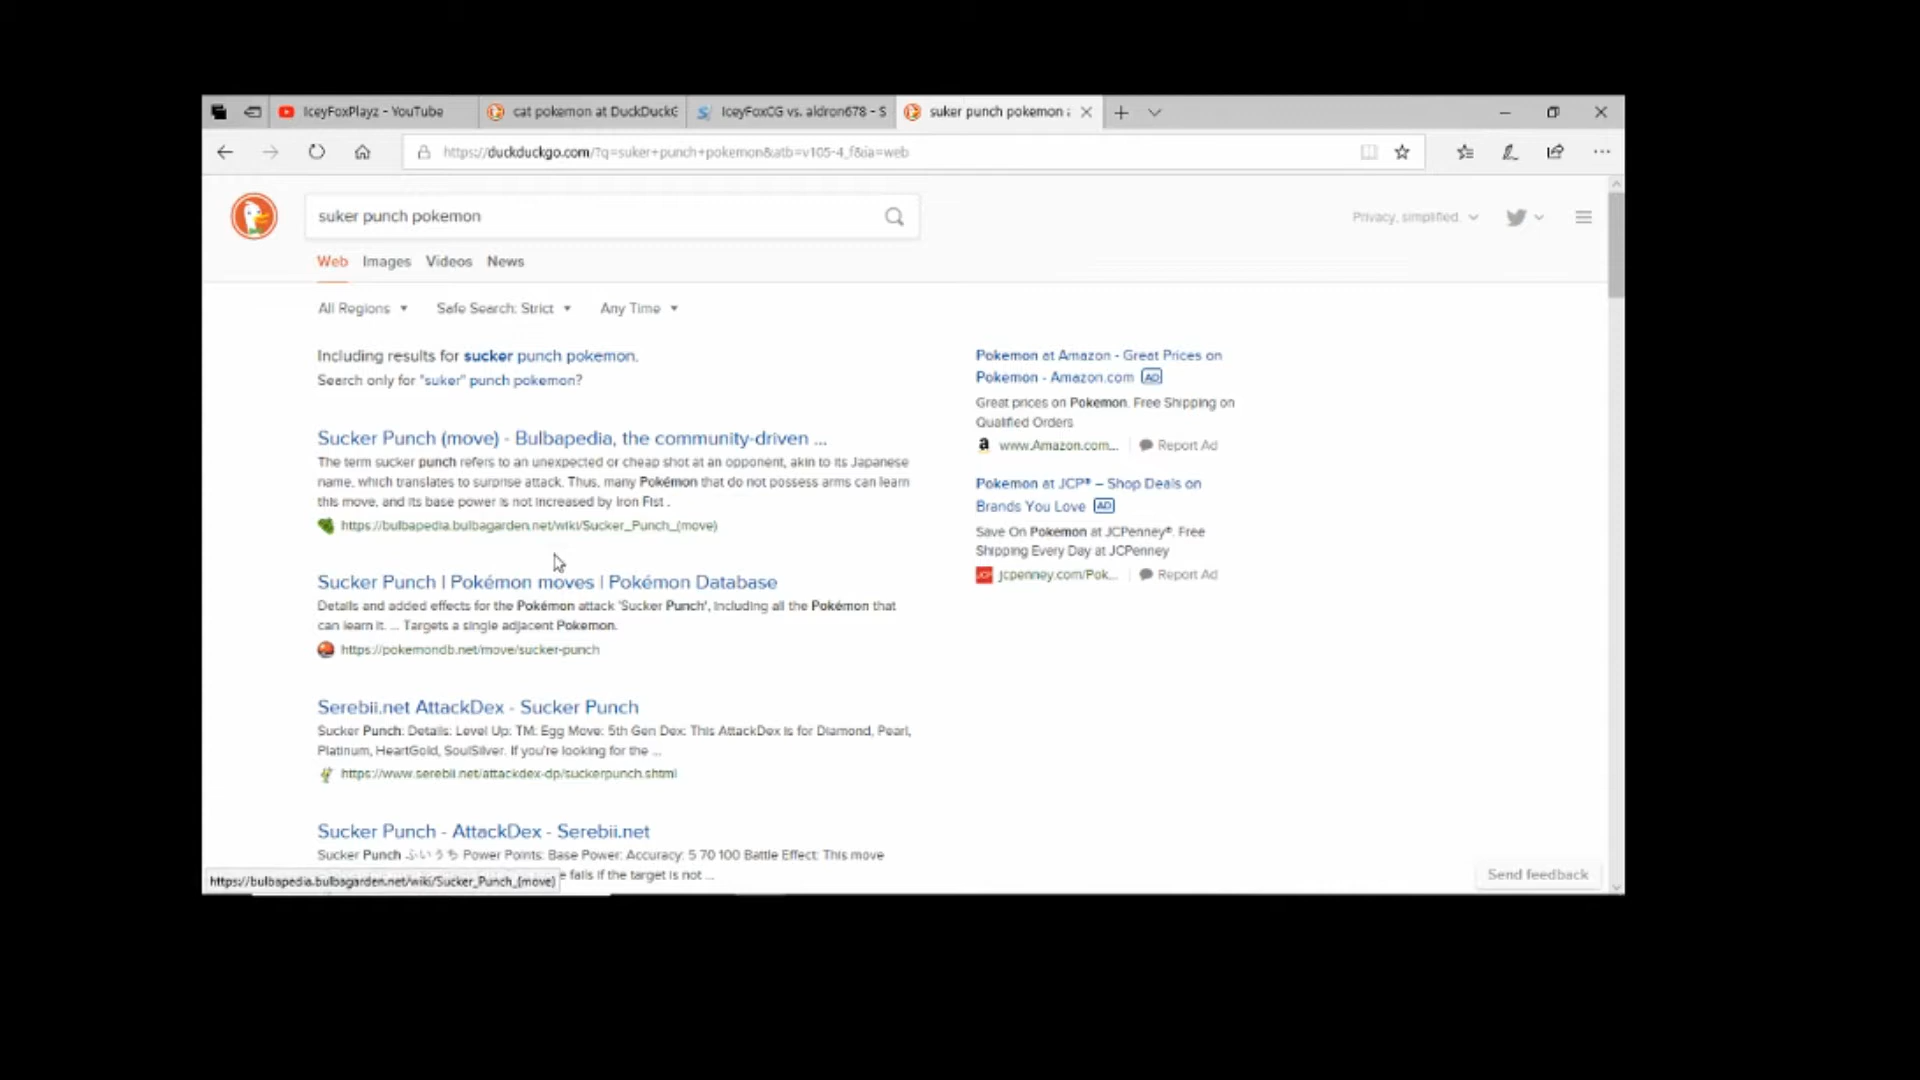 IceyFoxPlayz - YouTube
cat pokemon at DuckDuckG
IceyFoxCG vs. aldron678 - S
suker punch pokemon a
https://duckduckgo.com/?q=suker+punch+pokemon&atb=v105-4_f&ia=web
suker punch pokemon
Privacy, simplified.
Web Images Videos News
All Regions Safe Search: Strict Any Time
Including results for sucker punch pokemon.
Search only for "suker" punch pokemon?
Sucker Punch (move) - Bulbapedia, the community-driven ...
The term sucker punch refers to an unexpected or cheap shot at an opponent, akin to its Japanese
name, which translates to surprise attack. Thus, many Pokémon that do not possess arms can learn
this move, and its base power is not increased by Iron Fist .
https://bulbapedia.bulbagarden.net/wiki/Sucker_Punch_(move)
Sucker Punch | Pokémon moves | Pokémon Database
Details and added effects for the Pokémon attack 'Sucker Punch', including all the Pokémon that
can learn it. ... Targets a single adjacent Pokemon.
https://pokemondb.net/move/sucker-punch
Serebii.net AttackDex - Sucker Punch
Sucker Punch: Details: Level Up: TM: Egg Move: 5th Gen Dex: This AttackDex is for Diamond, Pearl,
Platinum, HeartGold, SoulSilver. If you're looking for the ...
https://www.serebii.net/attackdex-dp/suckerpunch.shtml
Sucker Punch - AttackDex - Serebii.net
Sucker Punch ふいうち Power Points: Base Power: Accuracy: 5 70 100 Battle Effect: This move
e fails if the target is not ...
https://bulbapedia.bulbagarden.net/wiki/Sucker_Punch_(move)
Pokemon at Amazon - Great Prices on
Pokemon - Amazon.com AD
Great prices on Pokemon. Free Shipping on
Qualified Orders
www.Amazon.com... Report Ad
Pokemon at JCP® – Shop Deals on
Brands You Love AD
Save On Pokemon at JCPenney®. Free
Shipping Every Day at JCPenney
jcpenney.com/Pok... Report Ad
Send feedback